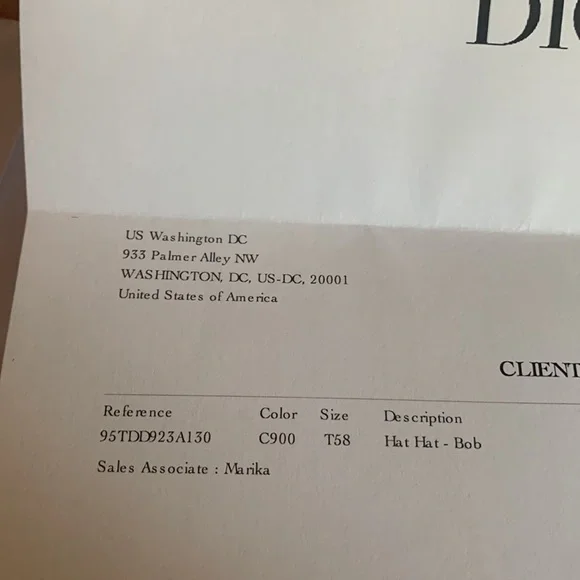 US Washington DC
933 Palmer Alley NW
WASHINGTON, DC, US-DC, 20001
United States of America
CLIENT
Reference Color Size Description
95TDD923A130 C900 T58 Hat Hat - Bob
Sales Associate : Marika